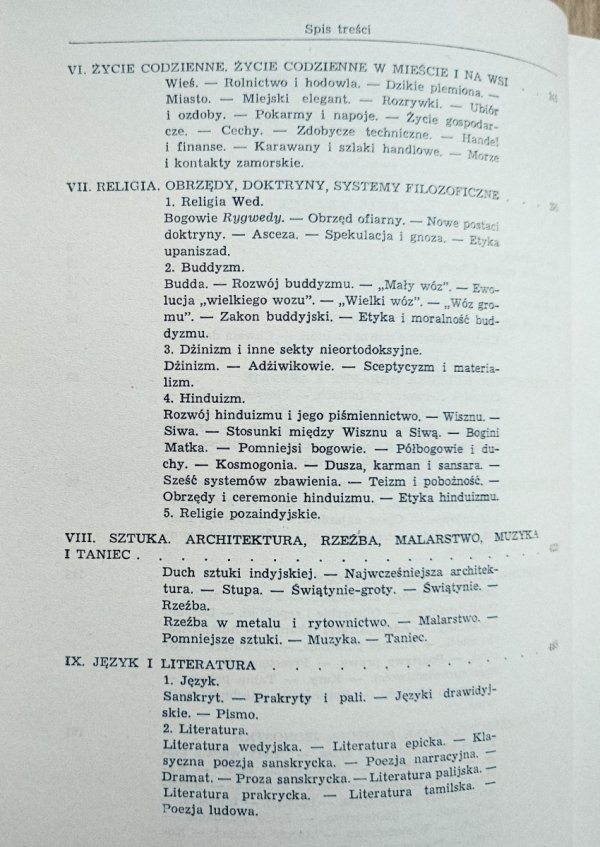 Spis treści
VI. ŻYCIE CODZIENNE. ŻYCIE CODZIENNE W MIEŚCIE I NA WSI
Wieś. — Rolnictwo i hodowla. — Dzikie plemiona. —
Miasto. — Miejski elegant. — Rozrywki. — Ubiór
i ozdoby. — Pokarmy i napoje. — Życie gospodar-
cze. — Cechy. — Zdobycze techniczne. — Handel
i finanse. — Karawany i szlaki handlowe. — Morze
i kontakty zamorskie.
VII. RELIGIA. OBRZĘDY, DOKTRYNY, SYSTEMY FILOZOFICZNE
1. Religia Wed.
Bogowie Rygwedy. — Obrzęd ofiarny. — Nowe postaci
doktryny. — Asceza. — Spekulacja i gnoza. — Etyka
upaniszad.
2. Buddyzm.
Budda. — Rozwój buddyzmu. — „Mały wóz". — Ewo-
lucja „wielkiego wozu". — „Wielki wóz". — „Wóz gro-
mu". — Zakon buddyjski. — Etyka i moralność bud-
dyzmu.
3. Dżinizm i inne sekty nieortodoksyjne.
Dżinizm. — Adżiwikowie. — Sceptycyzm i materia-
lizm.
4. Hinduizm.
Rozwój hinduizmu i jego piśmiennictwo. — Wisznu. —
Siwa. — Stosunki między Wisznu a Siwą. — Bogini
Matka. — Pomniejsi bogowie. — Półbogowie i du-
chy. — Kosmogonia. — Dusza, karman i sansara. —
Sześć systemów zbawienia. — Teizm i pobożność. —
Obrzędy i ceremonie hinduizmu. — Etyka hinduizmu.
5. Religie pozaindyjskie.
VIII. SZTUKA. ARCHITEKTURA, RZEŹBA, MALARSTWO, MUZYKA
I TANIEC . . . . . . . . . . . . . . . . .
Duch sztuki indyjskiej. — Najwcześniejsza architek-
tura. — Stupa. — Świątynie-groty. — Świątynie. —
Rzeźba.
Rzeźba w metalu i rytownictwo. — Malarstwo. —
Pomniejsze sztuki. — Muzyka. — Taniec.
IX. JĘZYK I LITERATURA . . . . . . . . . .
1. Język.
Sanskryt. — Prakryty i pali. — Języki drawidyj-
skie. — Pismo.
2. Literatura.
Literatura wedyjska. — Literatura epicka. — Kla-
syczna poezja sanskrycka. — Poezja narracyjna. —
Dramat. — Proza sanskrycka. — Literatura palijska. —
Literatura prakrycka. — Literatura tamilska. —
Poezja ludowa.